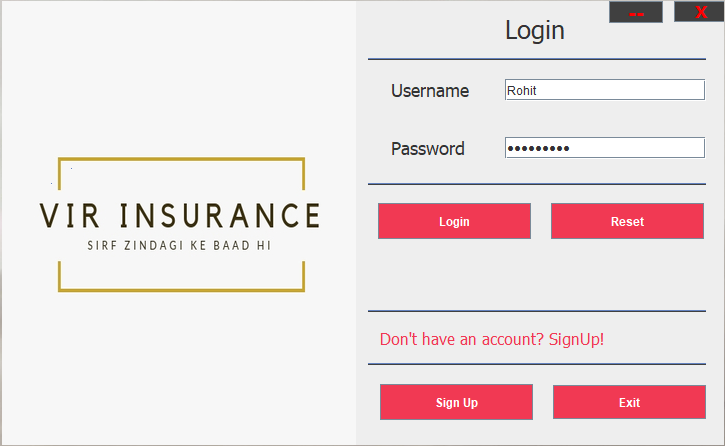 VIR INSURANCE
SIRF ZINDAGI KE BAAD HI
-- X
Login
Username Rohit
Password •••••••••
Login Reset
Don't have an account? SignUp!
Sign Up Exit